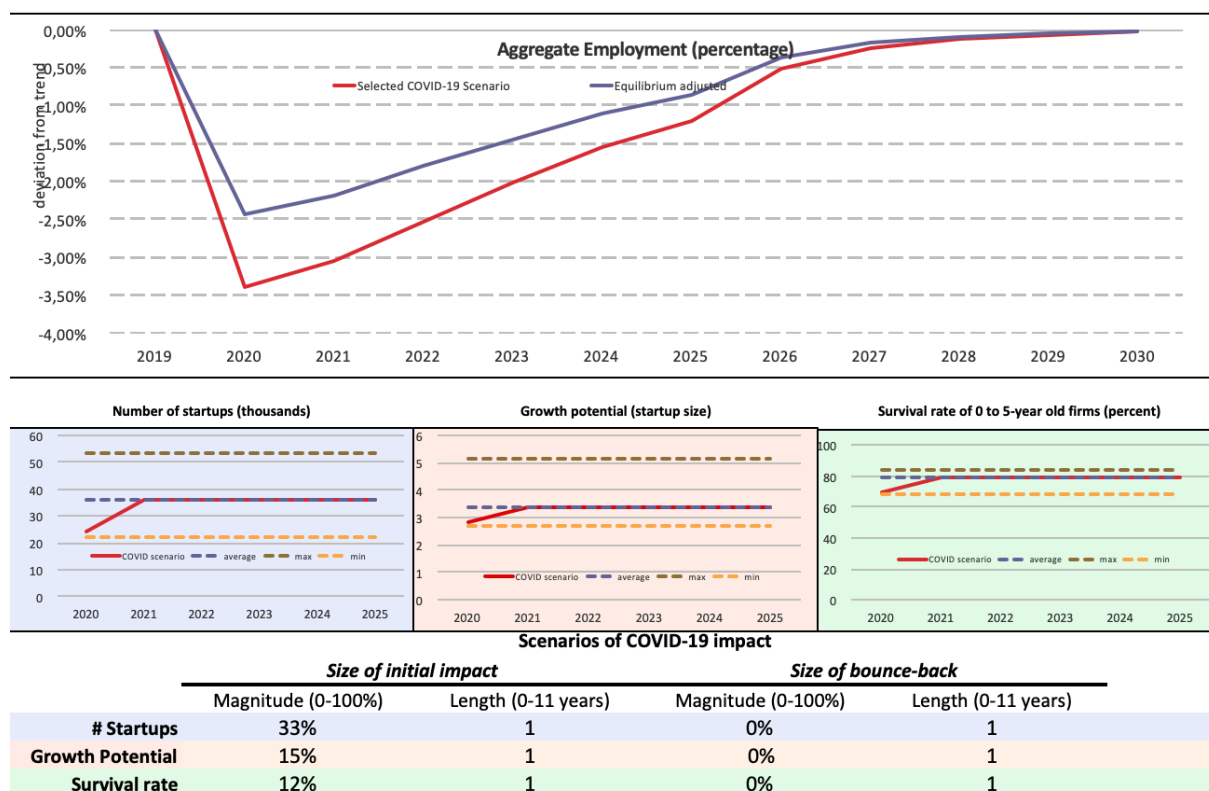 Aggregate Employment (percentage)
Selected COVID-19 Scenario Equilibrium adjusted
deviation from trend
0,00%
-0,50%
-1,00%
-1,50%
-2,00%
-2,50%
-3,00%
-3,50%
-4,00%
2019 2020 2021 2022 2023 2024 2025 2026 2027 2028 2029 2030
Number of startups (thousands)
60
50
40
30
20
10
0
COVID scenario average max min
2020 2021 2022 2023 2024 2025
Growth potential (startup size)
6
5
4
3
2
1
0
COVID scenario average max min
2020 2021 2022 2023 2024 2025
Survival rate of 0 to 5-year old firms (percent)
100
80
60
40
20
0
COVID scenario average max min
2020 2021 2022 2023 2024 2025
Scenarios of COVID-19 impact
Size of initial impact Size of bounce-back
Magnitude (0-100%) Length (0-11 years) Magnitude (0-100%) Length (0-11 years)
# Startups 33% 1 0% 1
Growth Potential 15% 1 0% 1
Survival rate 12% 1 0% 1